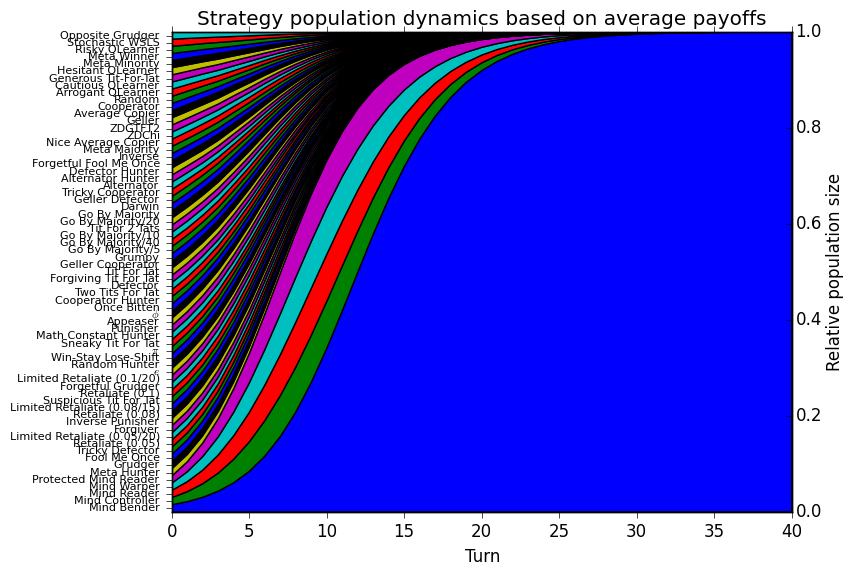 Strategy population dynamics based on average payoffs
Opposite Grudger
Stochastic WSLS
Risky QLearner
Meta Winner
Meta Minority
Hesitant QLearner
Generous Tit-For-Tat
Cautious QLearner
Arrogant QLearner
Random
Cooperator
Average Copier
Geller
ZDGTFT2
ZDChi
Nice Average Copier
Meta Majority
Inverse
Forgetful Fool Me Once
Defector Hunter
Alternator Hunter
Alternator
Tricky Cooperator
Geller Defector
Darwin
Go By Majority
Go By Majority/20
Tit For 2 Tats
Go By Majority/10
Go By Majority/40
Go By Majority/5
Grumpy
Geller Cooperator
Tit For Tat
Forgiving Tit For Tat
Defector
Two Tits For Tat
Cooperator Hunter
Once Bitten
Appeaser
Punisher
Math Constant Hunter
Sneaky Tit For Tat
π
Win-Stay Lose-Shift
Random Hunter
e
Limited Retaliate (0.1/20)
Forgetful Grudger
Retaliate (0.1)
Suspicious Tit For Tat
Limited Retaliate (0.08/15)
Retaliate (0.08)
Inverse Punisher
Forgiver
Limited Retaliate (0.05/20)
Retaliate (0.05)
Tricky Defector
Fool Me Once
Grudger
Meta Hunter
Protected Mind Reader
Mind Warper
Mind Reader
Mind Controller
Mind Bender
0 5 10 15 20 25 30 35 40
Turn
1.0
0.8
0.6
0.4
0.2
0.0
Relative population size